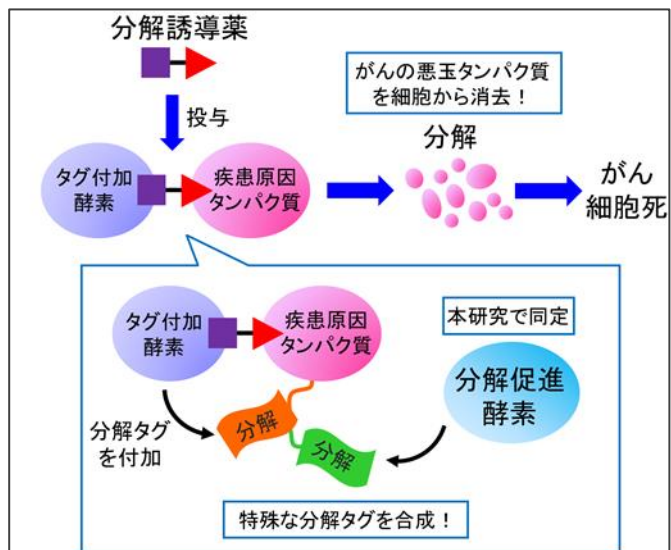 分解誘導薬
投与
がんの悪玉タンパク質
を細胞から消去！
分解
タグ付加
酵素
疾患原因
タンパク質
がん
細胞死
タグ付加
酵素
疾患原因
タンパク質
本研究で同定
分解促進
酵素
分解タグ
を付加
分解
分解
特殊な分解タグを合成！